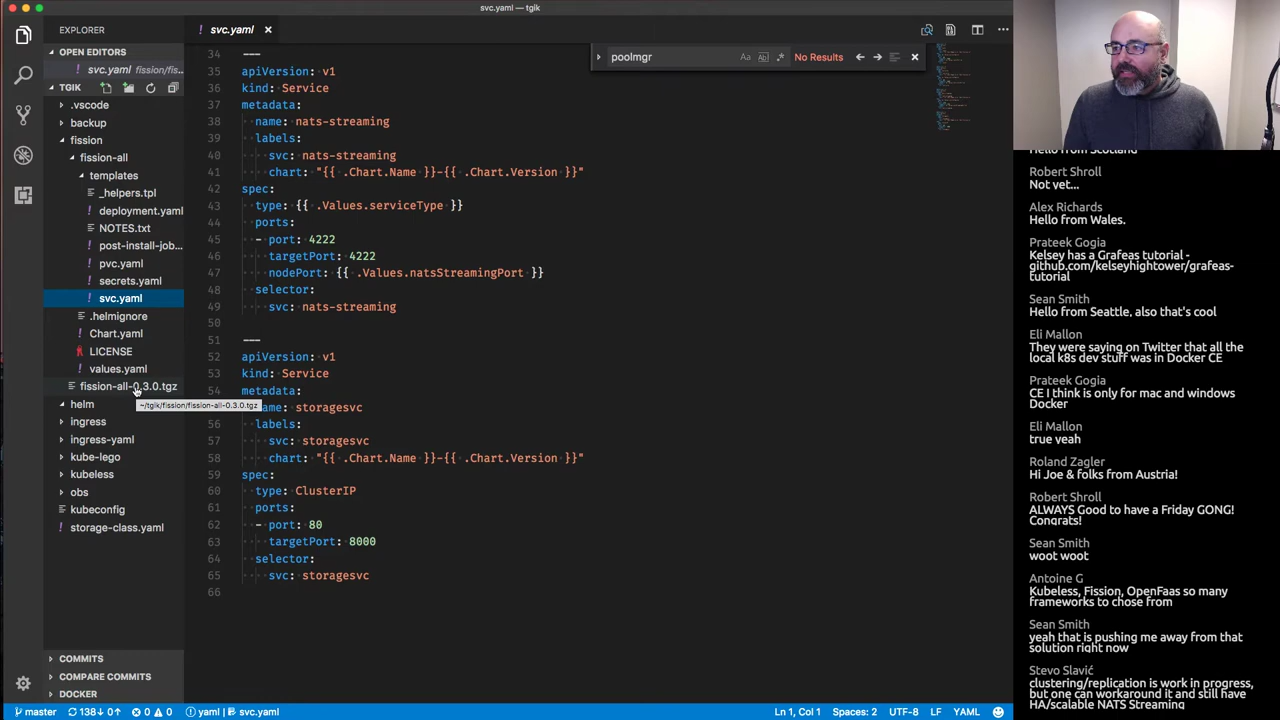 svc.yaml — tgik
EXPLORER
OPEN EDITORS
svc.yaml fission/fis...
TGIK
.vscode
backup
fission
fission-all
templates
_helpers.tpl
deployment.yaml
NOTES.txt
post-install-job...
pvc.yaml
secrets.yaml
svc.yaml
.helmignore
Chart.yaml
LICENSE
values.yaml
fission-all-0.3.0.tgz
~/tgik/fission/fission-all-0.3.0.tgz
helm
ingress
ingress-yaml
kube-lego
kubeless
obs
kubeconfig
storage-class.yaml
COMMITS
COMPARE COMMITS
DOCKER
svc.yaml
poolmgr
Aa
Ab
No Results
34 ---
35 apiVersion: v1
36 kind: Service
37 metadata:
38 name: nats-streaming
39 labels:
40 svc: nats-streaming
41 chart: "{{ .Chart.Name }}-{{ .Chart.Version }}"
42 spec:
43 type: {{ .Values.serviceType }}
44 ports:
45 - port: 4222
46 targetPort: 4222
47 nodePort: {{ .Values.natsStreamingPort }}
48 selector:
49 svc: nats-streaming
50
51 ---
52 apiVersion: v1
53 kind: Service
54 metadata:
ame: storagesvc
56 labels:
57 svc: storagesvc
58 chart: "{{ .Chart.Name }}-{{ .Chart.Version }}"
59 spec:
60 type: ClusterIP
61 ports:
62 - port: 80
63 targetPort: 8000
64 selector:
65 svc: storagesvc
66
Hello from Scotland
Robert Shroll
Not yet...
Alex Richards
Hello from Wales.
Prateek Gogia
Kelsey has a Grafeas tutorial -
github.com/kelseyhightower/grafeas-
tutorial
Sean Smith
Hello from Seattle, also that's cool
Eli Mallon
They were saying on Twitter that all the
local k8s dev stuff was in Docker CE
Prateek Gogia
CE I think is only for mac and windows
Docker
Eli Mallon
true yeah
Roland Zagler
Hi Joe & folks from Austria!
Robert Shroll
ALWAYS Good to have a Friday GONG!
Congrats!
Sean Smith
woot woot
Antoine G
Kubeless, Fission, OpenFaas so many
frameworks to chose from
Sean Smith
yeah that is pushing me away from that
solution right now
Stevo Slavić
clustering/replication is work in progress,
but one can workaround it and still have
HA/scalable NATS Streaming
master 138↓ 0↑ 0 0 yaml | svc.yaml Ln 1, Col 1 Spaces: 2 UTF-8 LF YAML